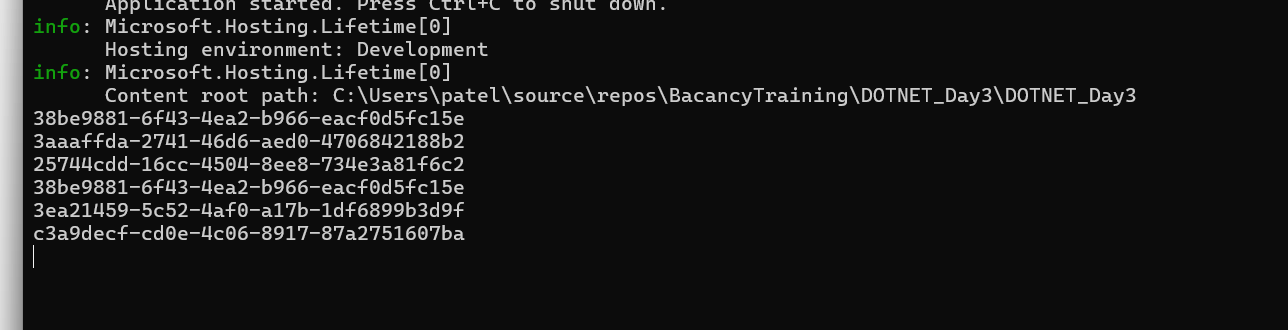 Application started. Press Ctrl+C to shut down.
info: Microsoft.Hosting.Lifetime[0]
Hosting environment: Development
info: Microsoft.Hosting.Lifetime[0]
Content root path: C:\Users\patel\source\repos\BacancyTraining\DOTNET_Day3\DOTNET_Day3
38be9881-6f43-4ea2-b966-eacf0d5fc15e
3aaaffda-2741-46d6-aed0-4706842188b2
25744cdd-16cc-4504-8ee8-734e3a81f6c2
38be9881-6f43-4ea2-b966-eacf0d5fc15e
3ea21459-5c52-4af0-a17b-1df6899b3d9f
c3a9decf-cd0e-4c06-8917-87a2751607ba